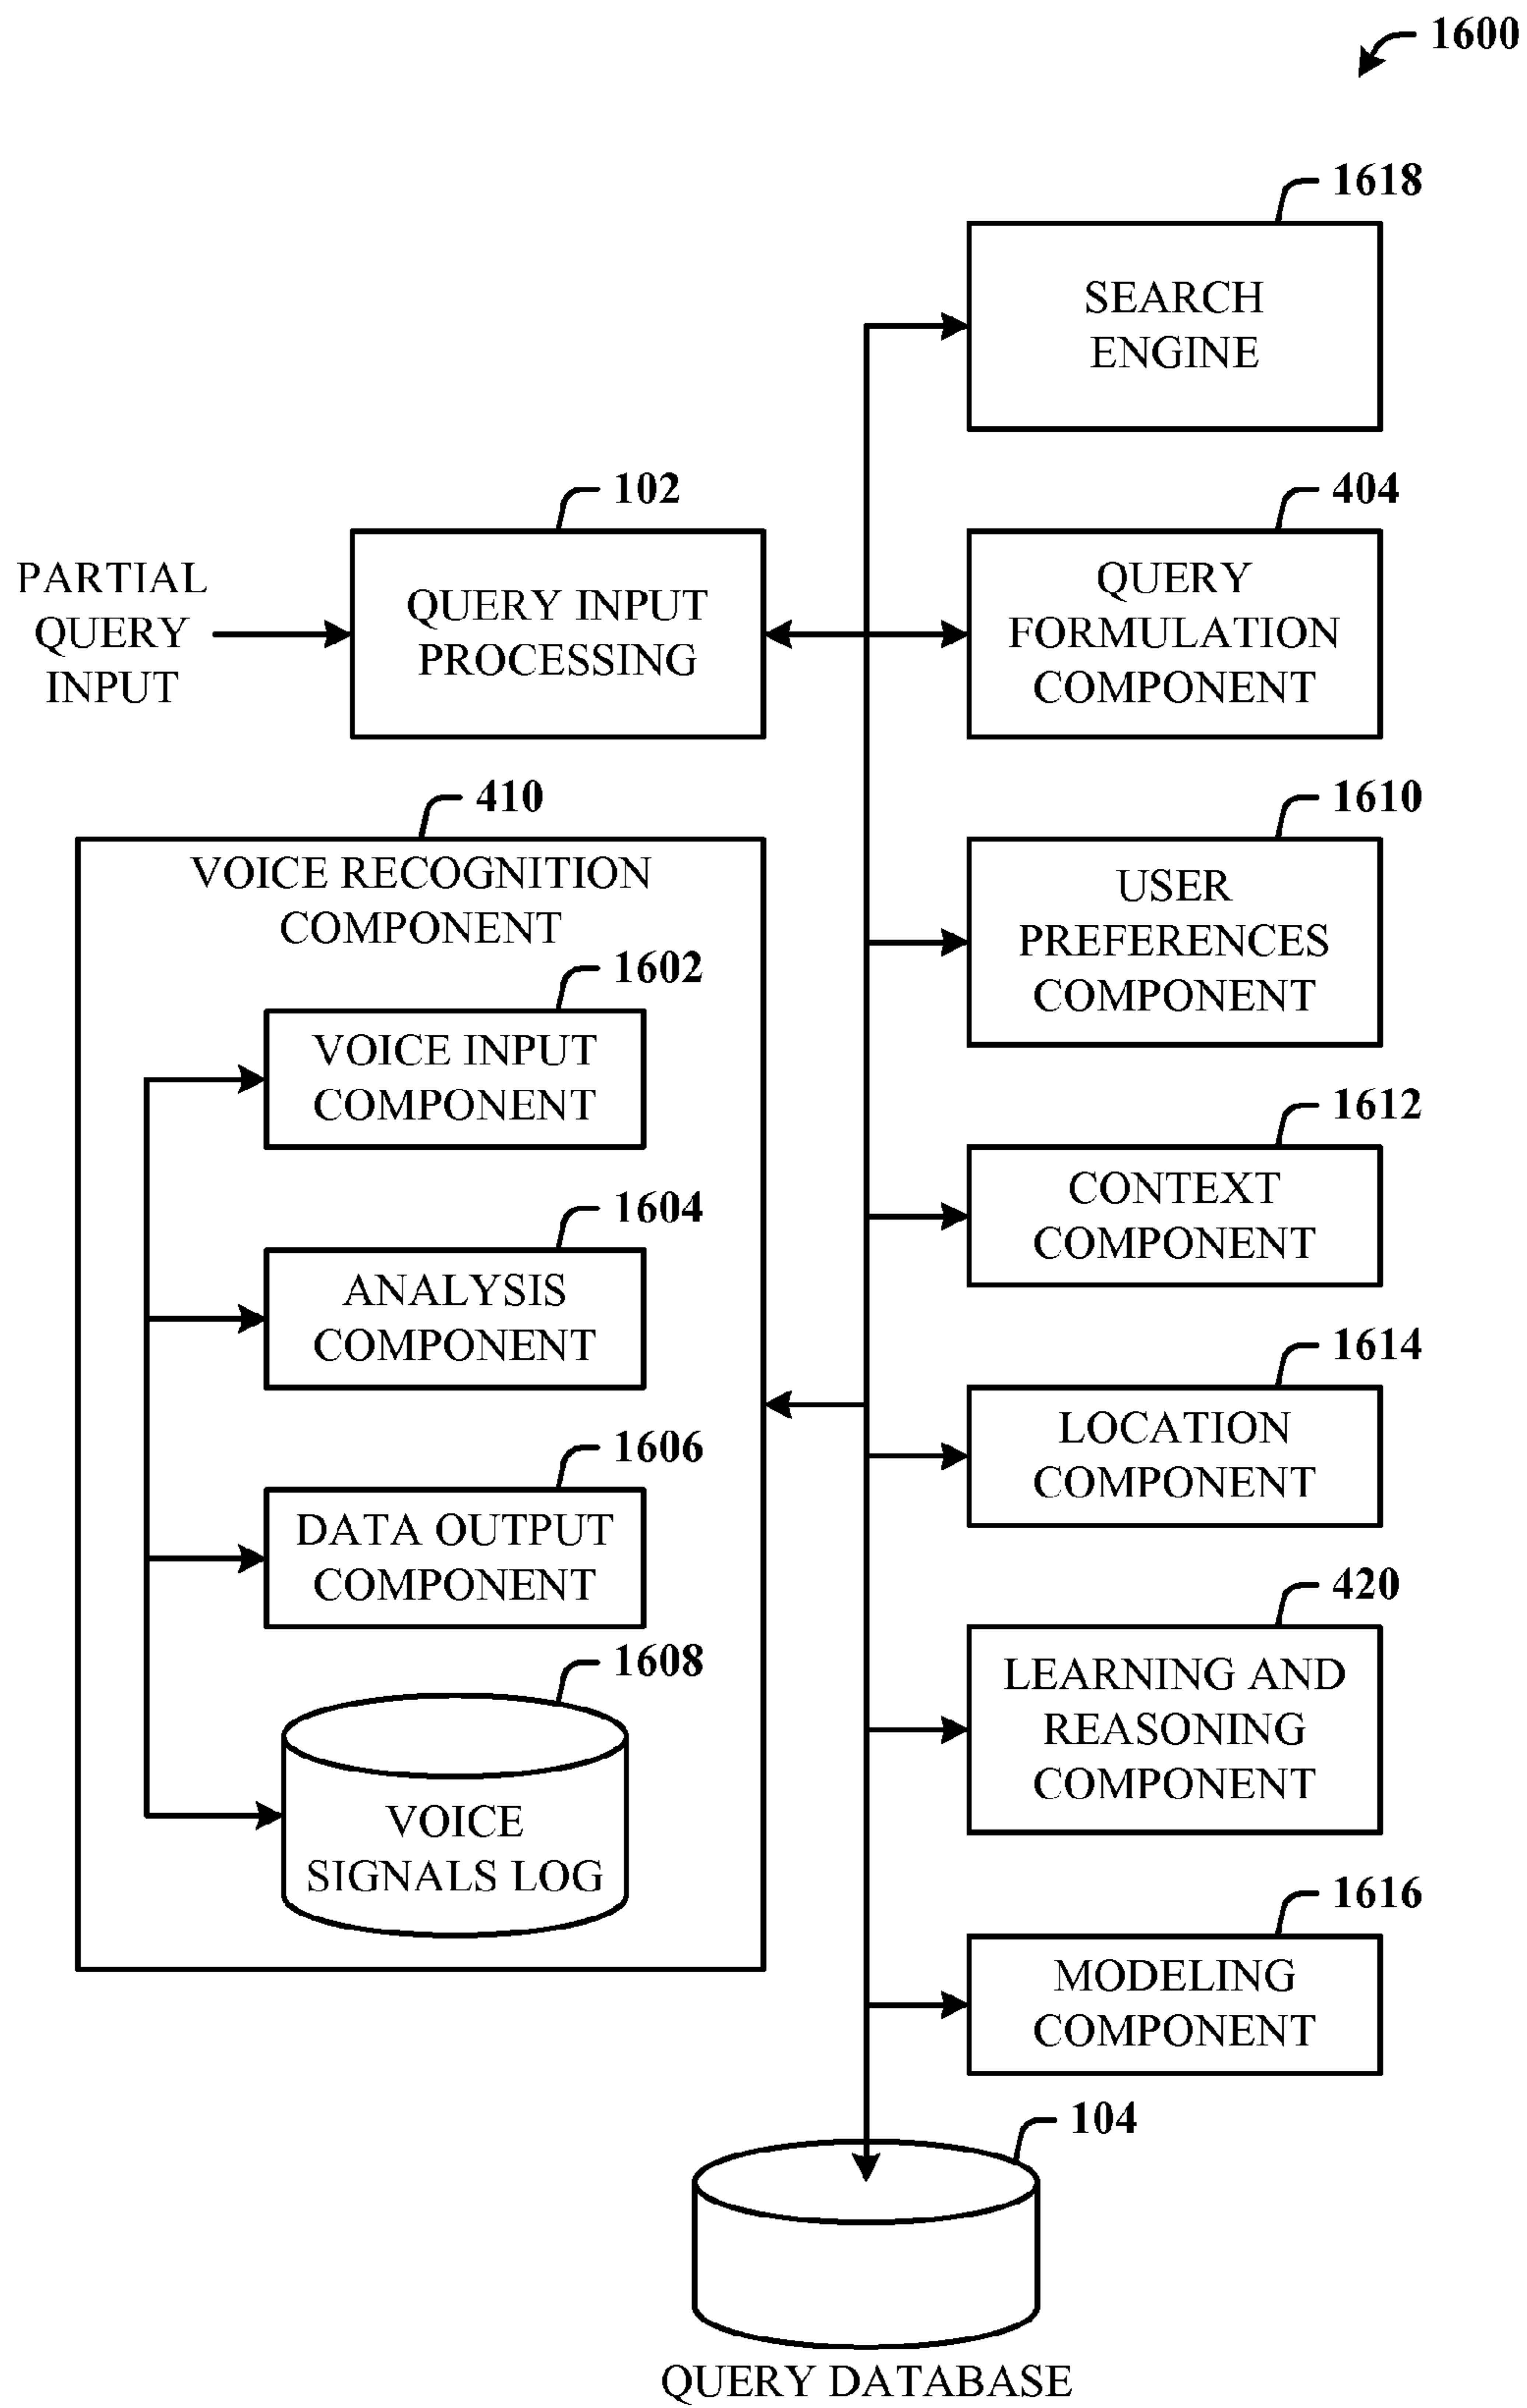 1600
1618
SEARCH
ENGINE
102
404
PARTIAL
QUERY
INPUT
QUERY INPUT
PROCESSING
QUERY
FORMULATION
COMPONENT
410
1610
VOICE RECOGNITION
COMPONENT
USER
PREFERENCES
COMPONENT
1602
VOICE INPUT
COMPONENT
1612
CONTEXT
COMPONENT
1604
ANALYSIS
COMPONENT
1614
LOCATION
COMPONENT
1606
DATA OUTPUT
COMPONENT
420
LEARNING AND
REASONING
COMPONENT
1608
VOICE
SIGNALS LOG
1616
MODELING
COMPONENT
104
QUERY DATABASE